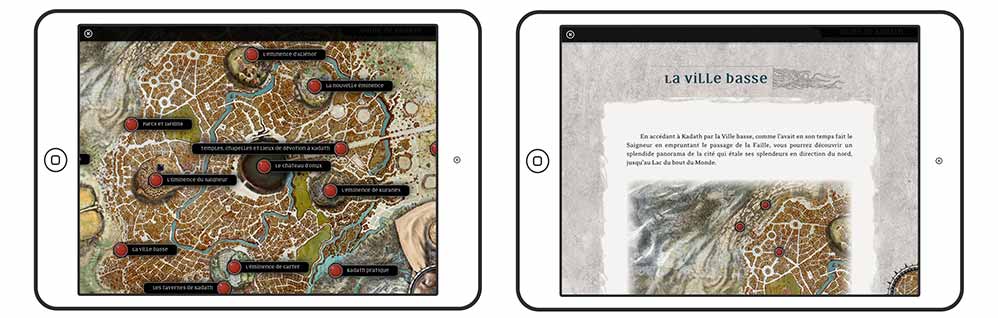 L'éminence d'Aliénor
La nouvelle éminence
Parcs et jardins
Temples, chapelles et lieux de dévotion à Kadath
Le château d'onyx
L'éminence du Saigneur
L'éminence de Kuranes
La ville basse
L'éminence de Carter
Kadath pratique
Les tavernes de Kadath
La ville basse
En accédant à Kadath par la Ville basse, comme l'avait en son temps fait le
Saigneur en empruntant le passage de la Faille, vous pourrez découvrir un
splendide panorama de la cité qui étale ses splendeurs en direction du nord,
jusqu'au Lac du bout du Monde.